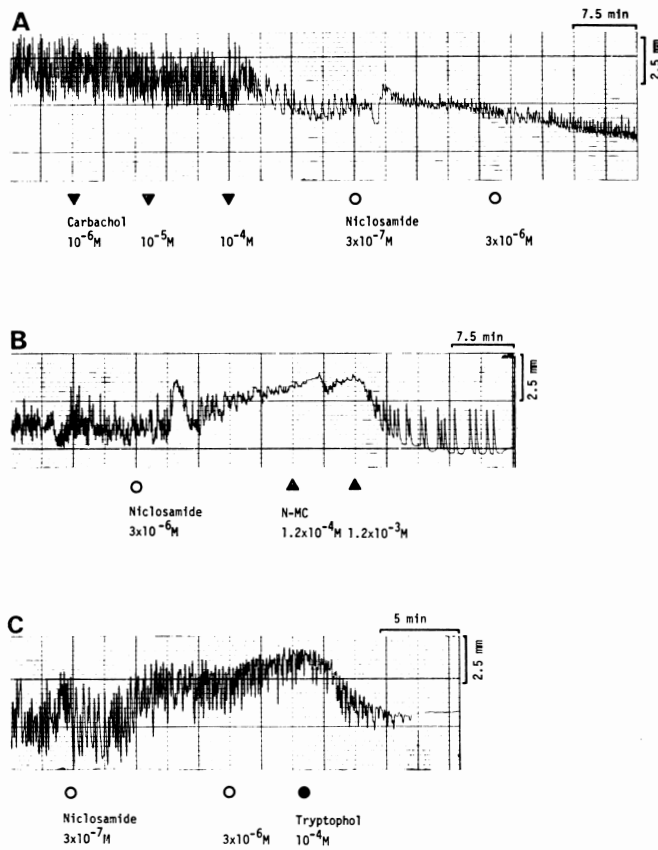 A
7.5 min
2.5 mm
Carbachol
10⁻⁶M 10⁻⁵M 10⁻⁴M
Niclosamide
3x10⁻⁷M 3x10⁻⁶M
B
7.5 min
2.5 mm
Niclosamide
3x10⁻⁶M
N-MC
1.2x10⁻⁴M 1.2x10⁻³M
C
5 min
2.5 mm
Niclosamide
3x10⁻⁷M 3x10⁻⁶M
Tryptophol
10⁻⁴M